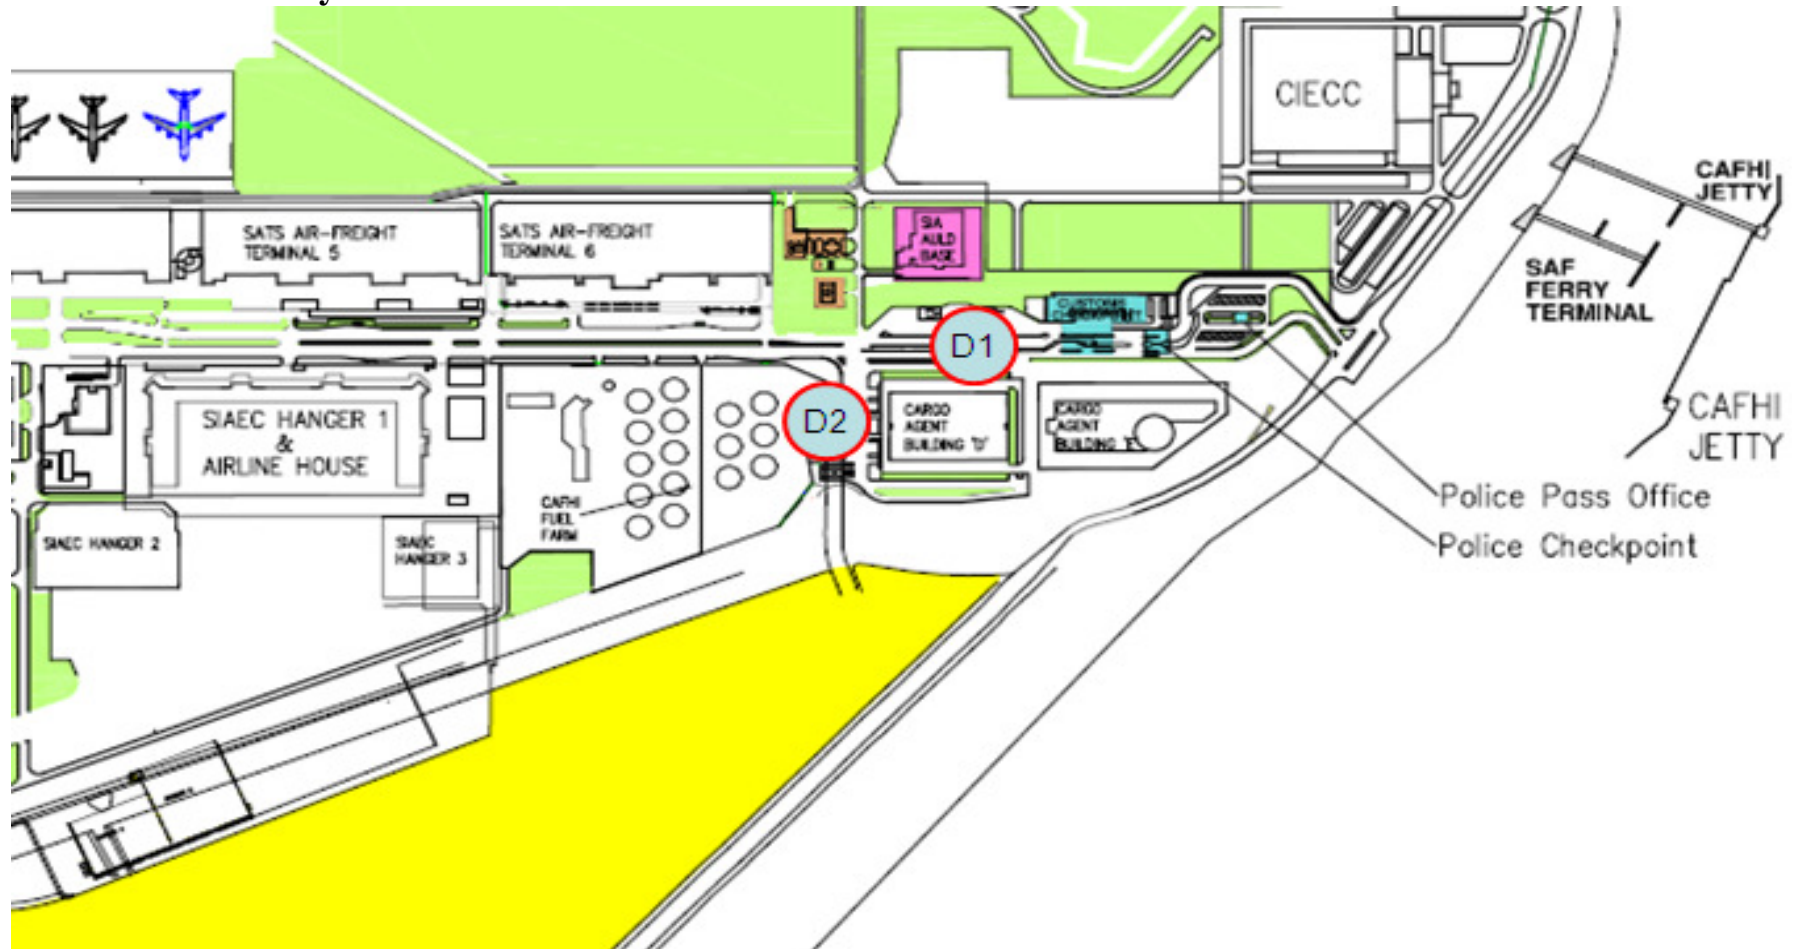 CIECC
CAFHI
JETTY
SATS AIR-FREIGHT
TERMINAL 5
SATS AIR-FREIGHT
TERMINAL 6
SIA
AULD
BASE
SAF
FERRY
TERMINAL
CUSTOMS
D1
D2
SIAEC HANGER 1
&
AIRLINE HOUSE
CARGO
AGENT
BUILDING 'D'
CARGO
AGENT
BUILDING 'E'
CAFHI
JETTY
CAFHI
FUEL
FARM
Police Pass Office
Police Checkpoint
SIAEC HANGER 2
SIAEC
HANGER 3